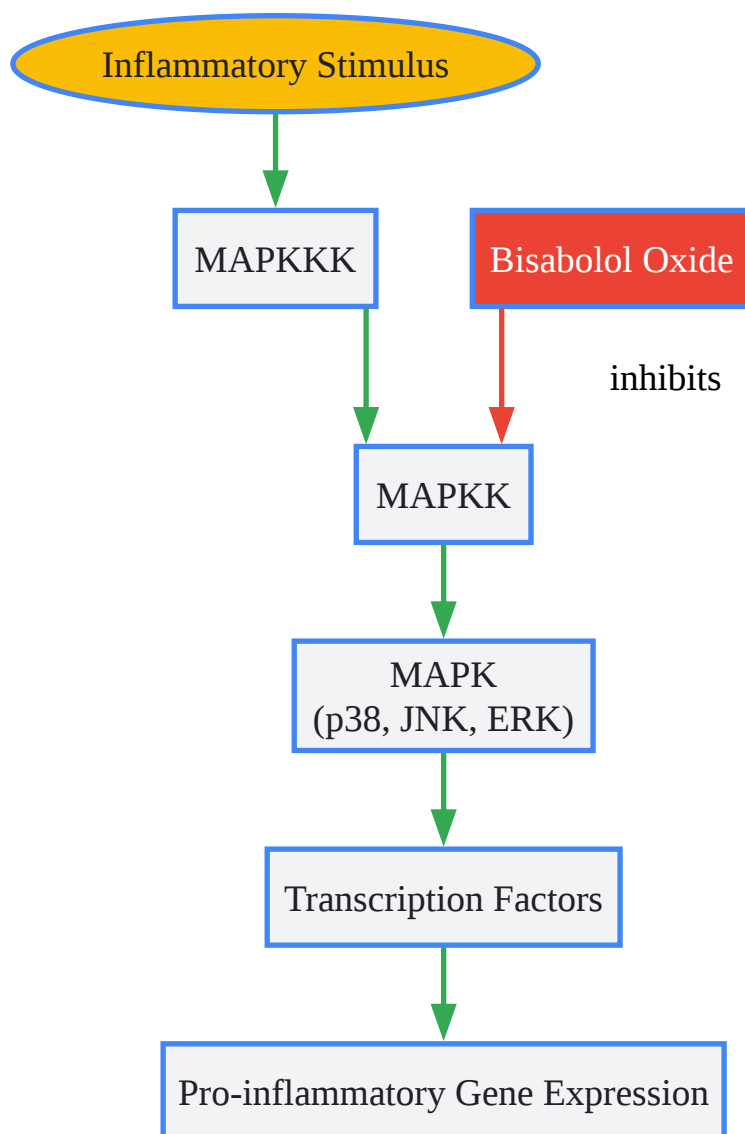 Inflammatory Stimulus
MAPKKK
Bisabolol Oxide
inhibits
MAPKK
MAPK
(p38, JNK, ERK)
Transcription Factors
Pro-inflammatory Gene Expression